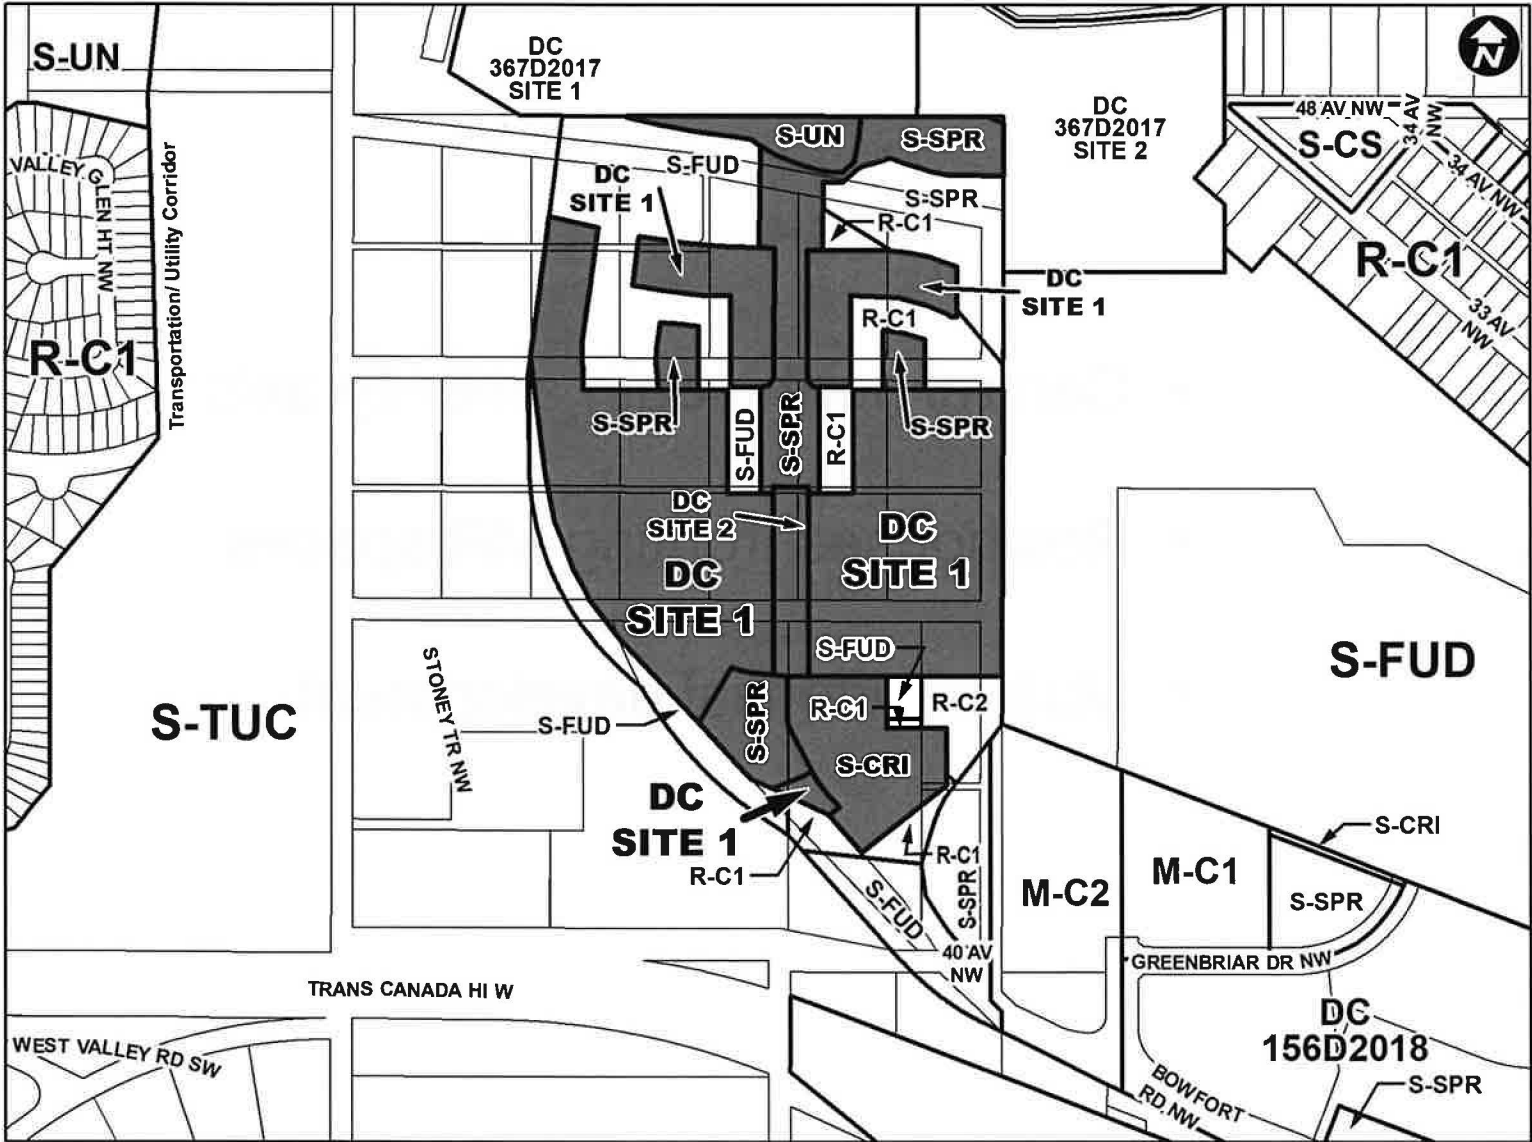 S-UN
DC
367D2017
SITE 1
N
DC
367D2017
SITE 2
48 AV NW
34 AV
NW
S-CS
34 AV NW
S-UN
S-SPR
VALLEY GLEN HT NW
Transportation/ Utility Corridor
S-FUD
DC
SITE 1
S-SPR
R-C1
R-C1
DC
SITE 1
33 AV
NW
R-C1
R-C1
S-SPR
S-FUD
S-SPR
R-C1
S-SPR
DC
SITE 2
DC
SITE 1
DC
SITE 1
S-FUD
S-FUD
STONEY TR NW
S-TUC
S-FUD
S-SPR
R-C1
R-C2
S-CRI
DC
SITE 1
R-C1
R-C1
S-CRI
M-C1
M-C2
S-SPR
S-SPR
S-FUD
40 AV
NW
GREENBRIAR DR NW
TRANS CANADA HI W
DC
156D2018
WEST VALLEY RD SW
BOWFORT
RD NW
S-SPR